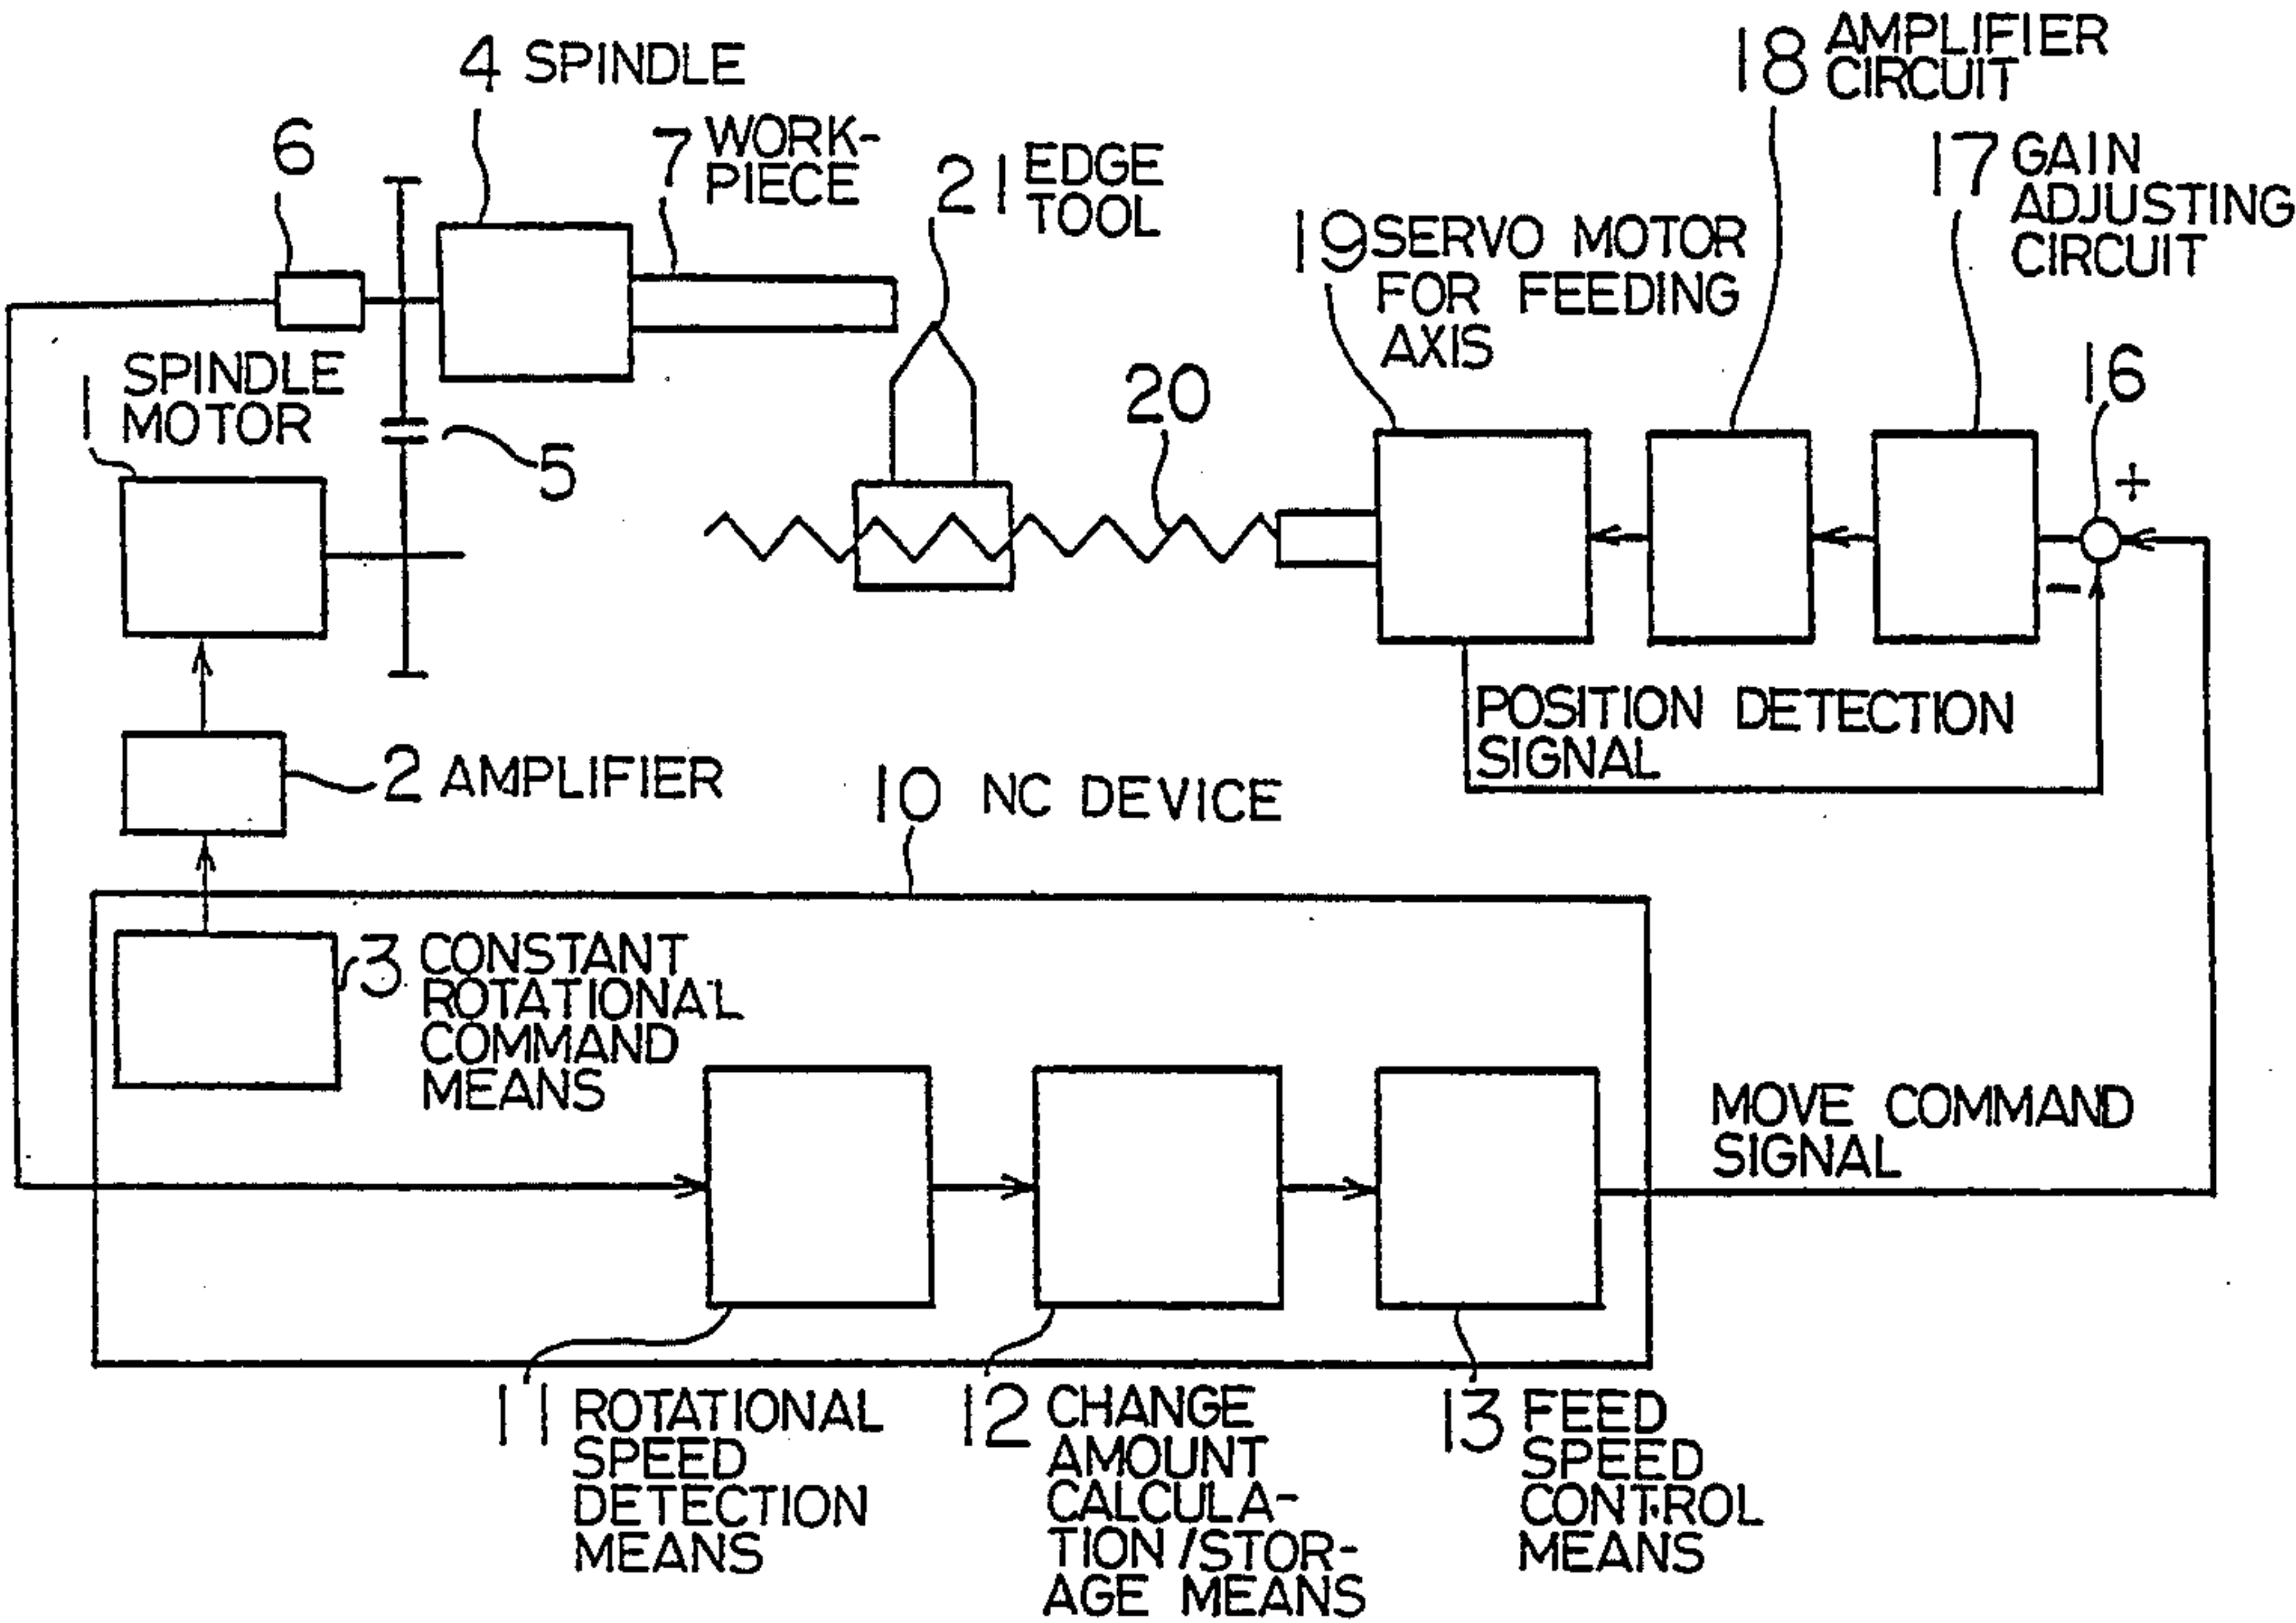 4 SPINDLE
6
7 WORK-
PIECE
21 EDGE
TOOL
18 AMPLIFIER
CIRCUIT
17 GAIN
ADJUSTING
CIRCUIT
19 SERVO MOTOR
FOR FEEDING
AXIS
16
+
−
20
1 SPINDLE
MOTOR
5
POSITION DETECTION
SIGNAL
2 AMPLIFIER
10 NC DEVICE
3 CONSTANT
ROTATIONAL
COMMAND
MEANS
MOVE COMMAND
SIGNAL
11 ROTATIONAL
SPEED
DETECTION
MEANS
12 CHANGE
AMOUNT
CALCULA-
TION/STOR-
AGE MEANS
13 FEED
SPEED
CONTROL
MEANS